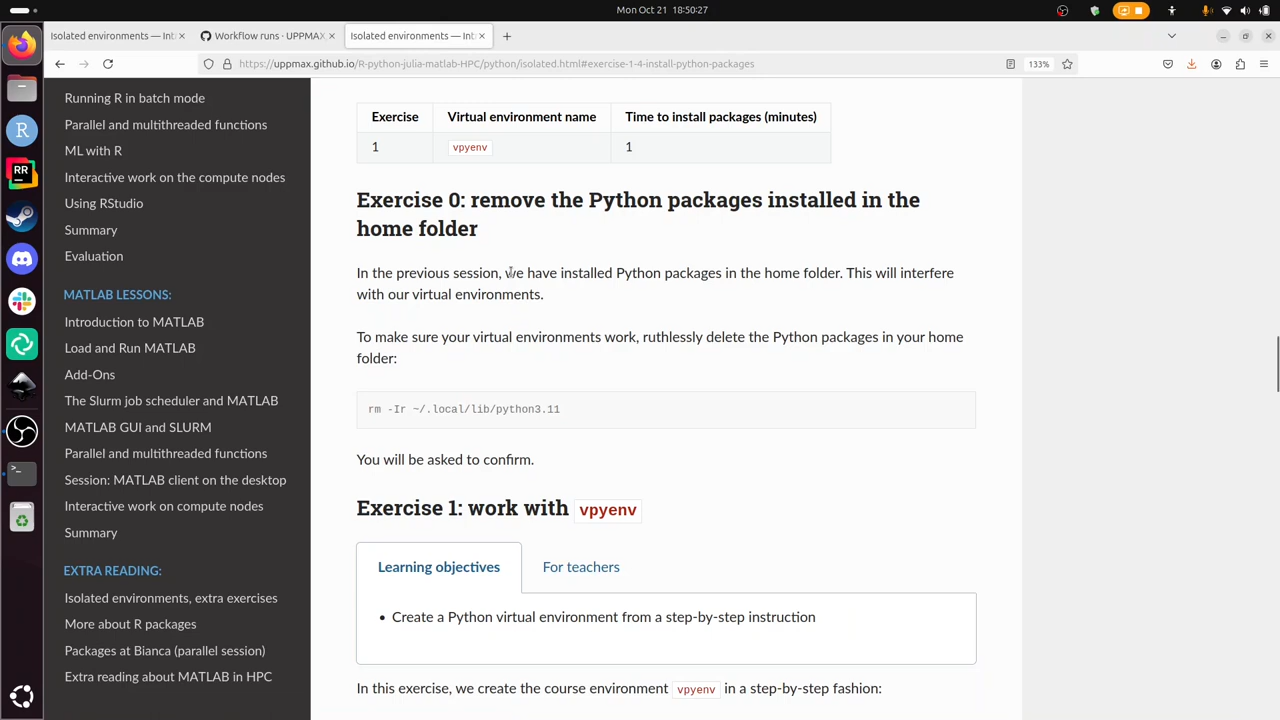 Mon Oct 21 18:50:27
Isolated environments — Int
Workflow runs · UPPMAX
Isolated environments — Int
https://uppmax.github.io/R-python-julia-matlab-HPC/python/isolated.html#exercise-1-4-install-python-packages
133%
Running R in batch mode
Parallel and multithreaded functions
ML with R
Interactive work on the compute nodes
Using RStudio
Summary
Evaluation
MATLAB LESSONS:
Introduction to MATLAB
Load and Run MATLAB
Add-Ons
The Slurm job scheduler and MATLAB
MATLAB GUI and SLURM
Parallel and multithreaded functions
Session: MATLAB client on the desktop
Interactive work on compute nodes
Summary
EXTRA READING:
Isolated environments, extra exercises
More about R packages
Packages at Bianca (parallel session)
Extra reading about MATLAB in HPC
Exercise Virtual environment name Time to install packages (minutes)
1 vpyenv 1
Exercise 0: remove the Python packages installed in the
home folder
In the previous session, we have installed Python packages in the home folder. This will interfere
with our virtual environments.
To make sure your virtual environments work, ruthlessly delete the Python packages in your home
folder:
rm -Ir ~/.local/lib/python3.11
You will be asked to confirm.
Exercise 1: work with vpyenv
Learning objectives For teachers
• Create a Python virtual environment from a step-by-step instruction
In this exercise, we create the course environment vpyenv in a step-by-step fashion:
R
RR
>_